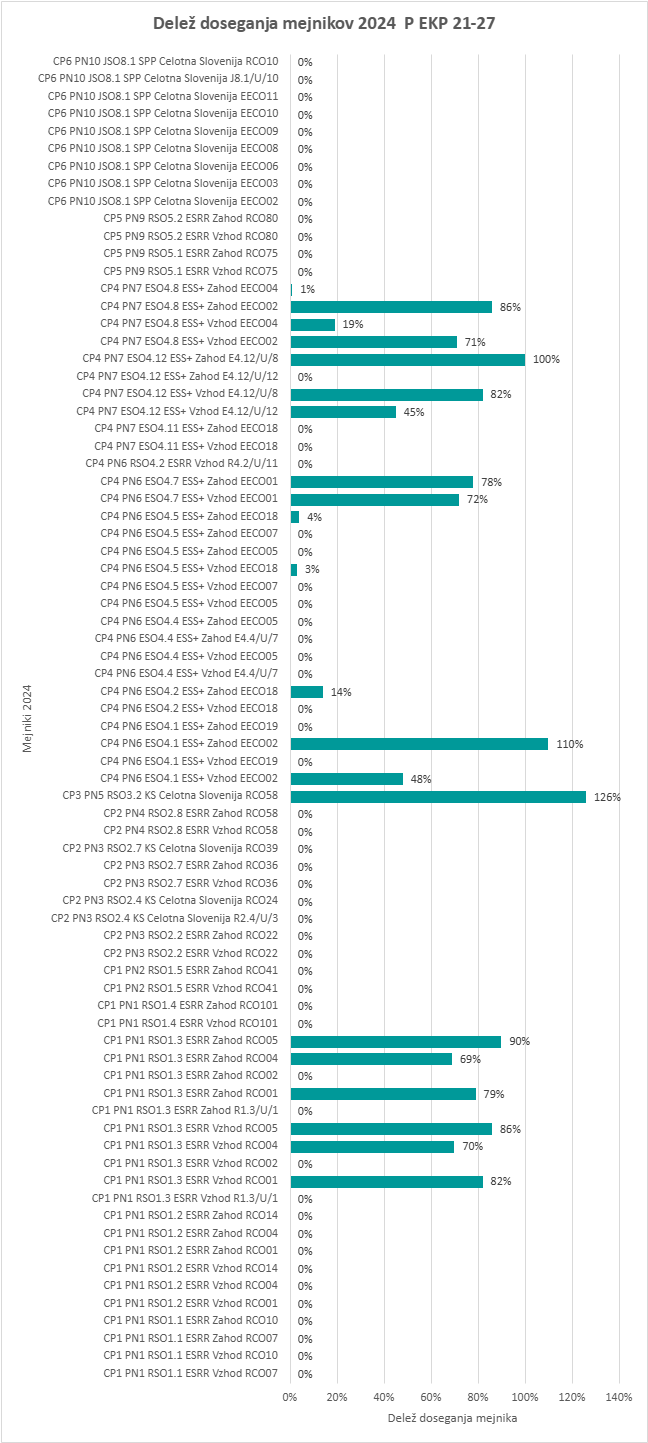 Delež doseganja mejnikov 2024 P EKP 21-27
CP6 PN10 JSO8.1 SPP Celotna Slovenija RCO10 0%
CP6 PN10 JSO8.1 SPP Celotna Slovenija J8.1/U/10 0%
CP6 PN10 JSO8.1 SPP Celotna Slovenija EECO11 0%
CP6 PN10 JSO8.1 SPP Celotna Slovenija EECO10 0%
CP6 PN10 JSO8.1 SPP Celotna Slovenija EECO09 0%
CP6 PN10 JSO8.1 SPP Celotna Slovenija EECO08 0%
CP6 PN10 JSO8.1 SPP Celotna Slovenija EECO06 0%
CP6 PN10 JSO8.1 SPP Celotna Slovenija EECO03 0%
CP6 PN10 JSO8.1 SPP Celotna Slovenija EECO02 0%
CP5 PN9 RSO5.2 ESRR Zahod RCO80 0%
CP5 PN9 RSO5.2 ESRR Vzhod RCO80 0%
CP5 PN9 RSO5.1 ESRR Zahod RCO75 0%
CP5 PN9 RSO5.1 ESRR Vzhod RCO75 0%
CP4 PN7 ESO4.8 ESS+ Zahod EECO04 1%
CP4 PN7 ESO4.8 ESS+ Zahod EECO02 86%
CP4 PN7 ESO4.8 ESS+ Vzhod EECO04 19%
CP4 PN7 ESO4.8 ESS+ Vzhod EECO02 71%
CP4 PN7 ESO4.12 ESS+ Zahod E4.12/U/8 100%
CP4 PN7 ESO4.12 ESS+ Zahod E4.12/U/12 0%
CP4 PN7 ESO4.12 ESS+ Vzhod E4.12/U/8 82%
CP4 PN7 ESO4.12 ESS+ Vzhod E4.12/U/12 45%
CP4 PN7 ESO4.11 ESS+ Zahod EECO18 0%
CP4 PN7 ESO4.11 ESS+ Vzhod EECO18 0%
CP4 PN6 RSO4.2 ESRR Vzhod R4.2/U/11 0%
CP4 PN6 ESO4.7 ESS+ Zahod EECO01 78%
CP4 PN6 ESO4.7 ESS+ Vzhod EECO01 72%
CP4 PN6 ESO4.5 ESS+ Zahod EECO18 4%
CP4 PN6 ESO4.5 ESS+ Zahod EECO07 0%
CP4 PN6 ESO4.5 ESS+ Zahod EECO05 0%
CP4 PN6 ESO4.5 ESS+ Vzhod EECO18 3%
CP4 PN6 ESO4.5 ESS+ Vzhod EECO07 0%
CP4 PN6 ESO4.5 ESS+ Vzhod EECO05 0%
CP4 PN6 ESO4.4 ESS+ Zahod EECO05 0%
CP4 PN6 ESO4.4 ESS+ Zahod E4.4/U/7 0%
CP4 PN6 ESO4.4 ESS+ Vzhod EECO05 0%
CP4 PN6 ESO4.4 ESS+ Vzhod E4.4/U/7 0%
CP4 PN6 ESO4.2 ESS+ Zahod EECO18 14%
CP4 PN6 ESO4.2 ESS+ Vzhod EECO18 0%
CP4 PN6 ESO4.1 ESS+ Zahod EECO19 0%
CP4 PN6 ESO4.1 ESS+ Zahod EECO02 110%
CP4 PN6 ESO4.1 ESS+ Vzhod EECO19 0%
CP4 PN6 ESO4.1 ESS+ Vzhod EECO02 48%
CP3 PN5 RSO3.2 KS Celotna Slovenija RCO58 126%
CP2 PN4 RSO2.8 ESRR Zahod RCO58 0%
CP2 PN4 RSO2.8 ESRR Vzhod RCO58 0%
CP2 PN3 RSO2.7 KS Celotna Slovenija RCO39 0%
CP2 PN3 RSO2.7 ESRR Zahod RCO36 0%
CP2 PN3 RSO2.7 ESRR Vzhod RCO36 0%
CP2 PN3 RSO2.4 KS Celotna Slovenija RCO24 0%
CP2 PN3 RSO2.4 KS Celotna Slovenija R2.4/U/3 0%
CP2 PN3 RSO2.2 ESRR Zahod RCO22 0%
CP2 PN3 RSO2.2 ESRR Vzhod RCO22 0%
CP1 PN2 RSO1.5 ESRR Zahod RCO41 0%
CP1 PN2 RSO1.5 ESRR Vzhod RCO41 0%
CP1 PN1 RSO1.4 ESRR Zahod RCO101 0%
CP1 PN1 RSO1.4 ESRR Vzhod RCO101 0%
CP1 PN1 RSO1.3 ESRR Zahod RCO05 90%
CP1 PN1 RSO1.3 ESRR Zahod RCO04 69%
CP1 PN1 RSO1.3 ESRR Zahod RCO02 0%
CP1 PN1 RSO1.3 ESRR Zahod RCO01 79%
CP1 PN1 RSO1.3 ESRR Zahod R1.3/U/1 0%
CP1 PN1 RSO1.3 ESRR Vzhod RCO05 86%
CP1 PN1 RSO1.3 ESRR Vzhod RCO04 70%
CP1 PN1 RSO1.3 ESRR Vzhod RCO02 0%
CP1 PN1 RSO1.3 ESRR Vzhod RCO01 82%
CP1 PN1 RSO1.3 ESRR Vzhod R1.3/U/1 0%
CP1 PN1 RSO1.2 ESRR Zahod RCO14 0%
CP1 PN1 RSO1.2 ESRR Zahod RCO04 0%
CP1 PN1 RSO1.2 ESRR Zahod RCO01 0%
CP1 PN1 RSO1.2 ESRR Vzhod RCO14 0%
CP1 PN1 RSO1.2 ESRR Vzhod RCO04 0%
CP1 PN1 RSO1.2 ESRR Vzhod RCO01 0%
CP1 PN1 RSO1.1 ESRR Zahod RCO10 0%
CP1 PN1 RSO1.1 ESRR Zahod RCO07 0%
CP1 PN1 RSO1.1 ESRR Vzhod RCO10 0%
CP1 PN1 RSO1.1 ESRR Vzhod RCO07 0%
Mejniki 2024
0% 20% 40% 60% 80% 100% 120% 140%
Delež doseganja mejnika